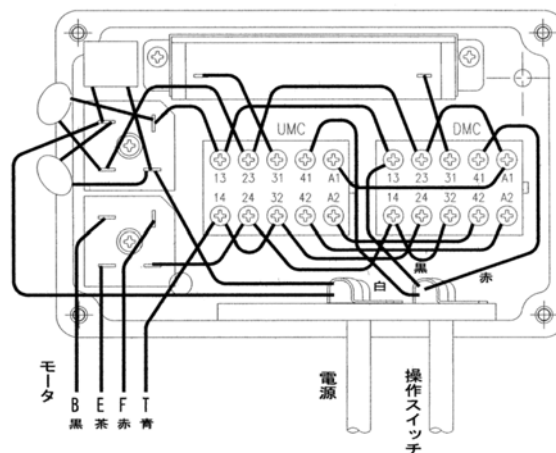 UMC
DMC
13 23 31 41 A1
13 23 31 41 A1
14 24 32 42 A2
14 24 32 42 A2
黒
白
赤
モータ
B 黒
E 茶
F 赤
T 青
電源
操作スイッチ